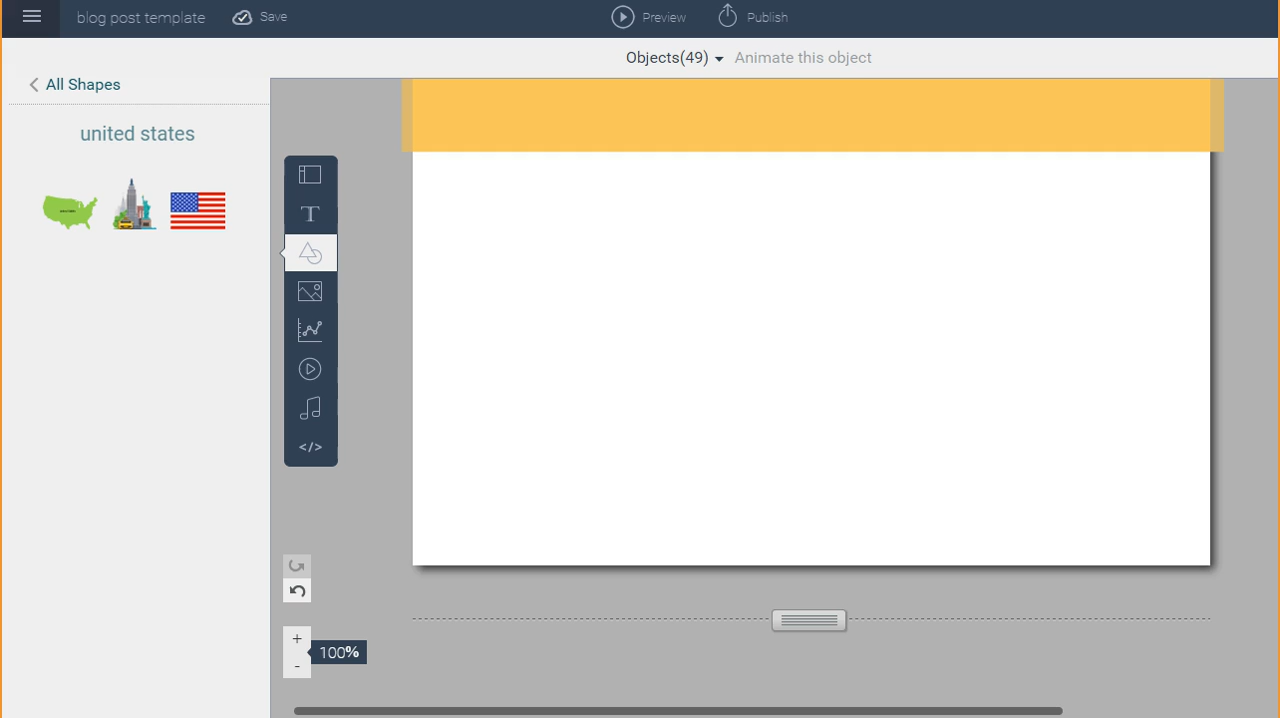 blog post template
Save
Preview
Publish
Objects(49)
Animate this object
All Shapes
united states
T
</>
+
100%
-